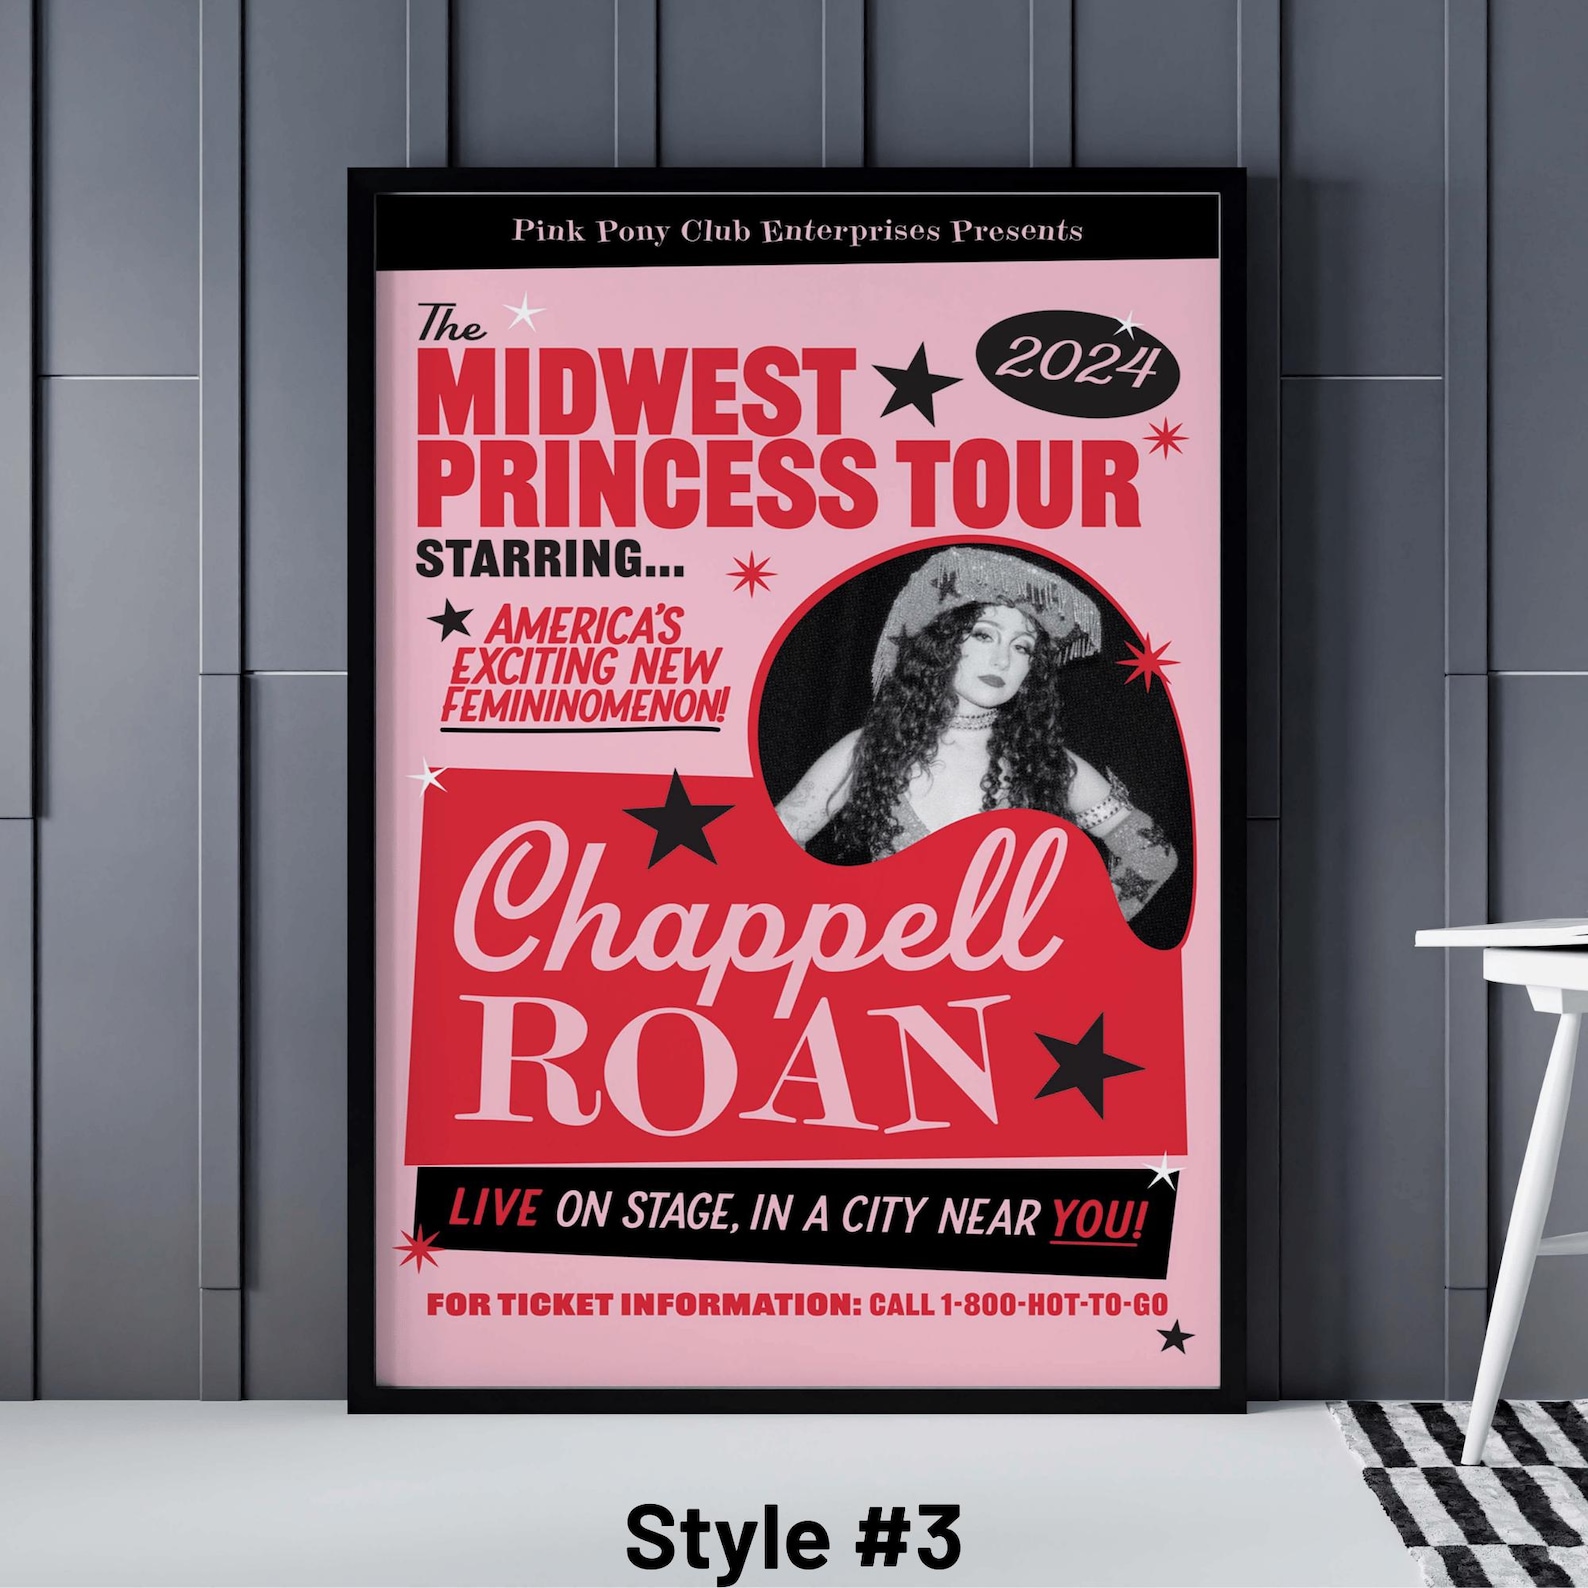 Pink Pony Club Enterprises Presents
The
2024
MIDWEST
PRINCESS TOUR
STARRING...
AMERICA'S
EXCITING NEW
FEMININOMENON!
Chappell
ROAN
LIVE ON STAGE, IN A CITY NEAR YOU!
FOR TICKET INFORMATION: CALL 1-800-HOT-TO-GO
Style #3